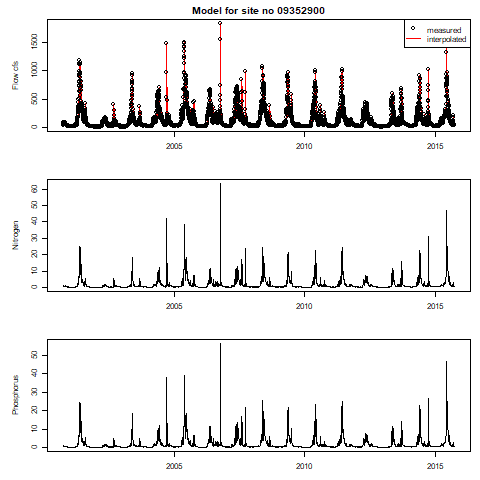 Model for site no 09352900
measured
interpolated
Flow cfs
0 500 1000 1500
2005 2010 2015
Nitrogen
0 10 20 30 40 50 60
2005 2010 2015
Phosphorus
0 10 20 30 40 50
2005 2010 2015